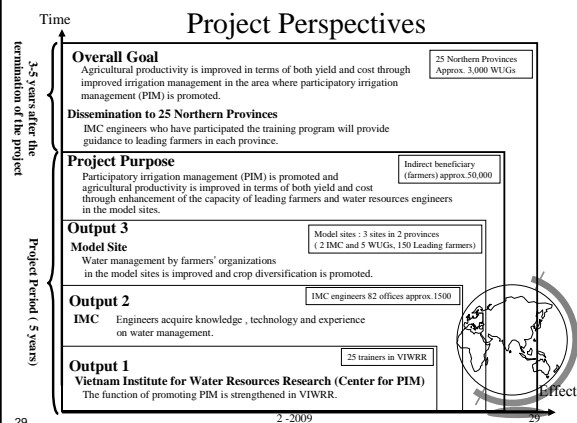 Project Perspectives
Time
Overall Goal
Agricultural productivity is improved in terms of both yield and cost through
improved irrigation management in the area where participatory irrigation
management (PIM) is promoted.
25 Northern Provinces
Approx. 3,000 WUGs
Dissemination to 25 Northern Provinces
IMC engineers who have participated the training program will provide
guidance to leading farmers in each province.
3-5 years after the
termination of the project
Project Purpose
Participatory irrigation management (PIM) is promoted and
agricultural productivity is improved in terms of both yield and cost
through enhancement of the capacity of leading farmers and water resources engineers
in the model sites.
Indirect beneficiary
(farmers) approx.50,000
Output 3
Model Site
Water management by farmers' organizations
in the model sites is improved and crop diversification is promoted.
Model sites : 3 sites in 2 provinces
( 2 IMC and 5 WUGs, 150 Leading farmers)
Project Period ( 5 years)
Output 2
IMC Engineers acquire knowledge , technology and experience
on water management.
IMC engineers 82 offices approx.1500
Output 1
Vietnam Institute for Water Resources Research (Center for PIM)
The function of promoting PIM is strengthened in VIWRR.
25 trainers in VIWRR
Effect
29
2 -2009
29